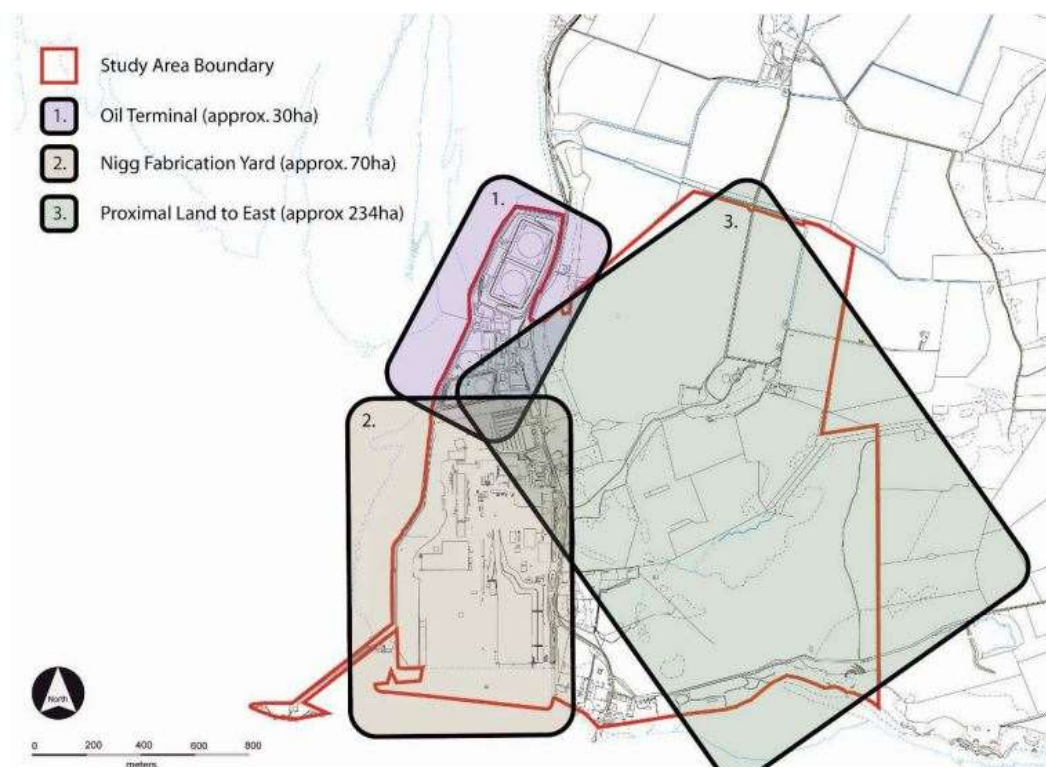 Study Area Boundary
1. Oil Terminal (approx. 30ha)
2. Nigg Fabrication Yard (approx. 70ha)
3. Proximal Land to East (approx 234ha)
1.
3.
2.
North
0 200 400 600 800
meters